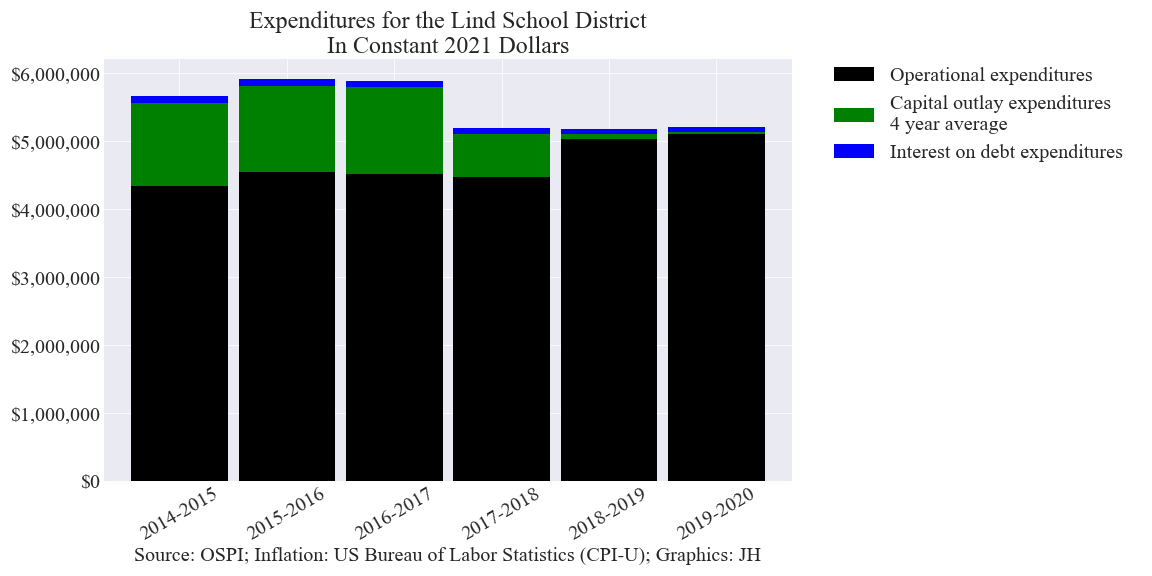 Expenditures for the Lind School District
In Constant 2021 Dollars
$6,000,000
$5,000,000
$4,000,000
$3,000,000
$2,000,000
$1,000,000
$0
2014-2015
2015-2016
2016-2017
2017-2018
2018-2019
2019-2020
Source: OSPI; Inflation: US Bureau of Labor Statistics (CPI-U); Graphics: JH
Operational expenditures
Capital outlay expenditures
4 year average
Interest on debt expenditures